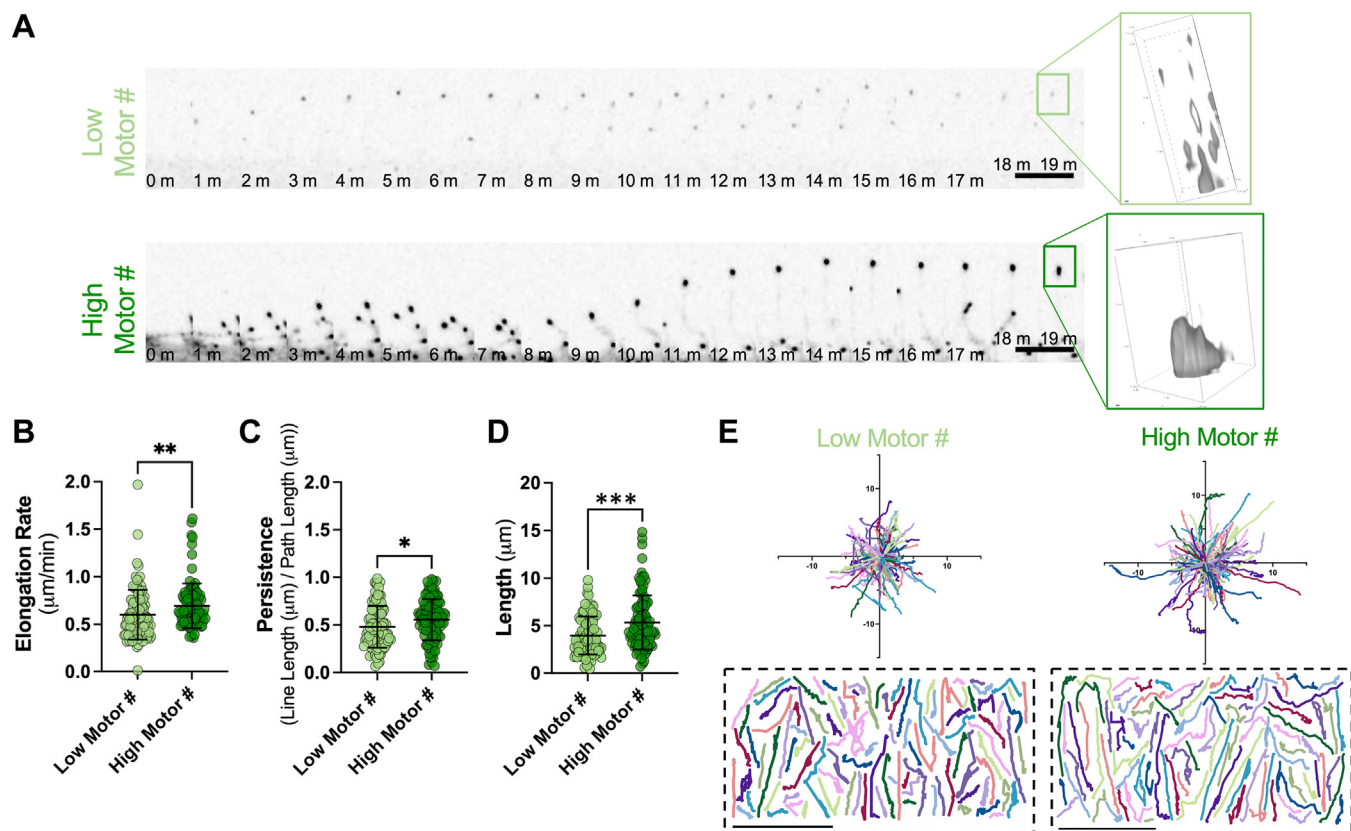 A
Low
Motor #
0 m 1 m 2 m 3 m 4 m 5 m 6 m 7 m 8 m 9 m 10 m 11 m 12 m 13 m 14 m 15 m 16 m 17 m 18 m 19 m
High
Motor #
0 m 1 m 2 m 3 m 4 m 5 m 6 m 7 m 8 m 9 m 10 m 11 m 12 m 13 m 14 m 15 m 16 m 17 m 18 m 19 m
B
Elongation Rate
(μm/min)
2.0
1.5
1.0
0.5
0.0
**
Low Motor #
High Motor #
C
Persistence
(Line Length (μm) / Path Length (μm))
2.0
1.5
1.0
0.5
0.0
*
Low Motor #
High Motor #
D
Length (μm)
20
15
10
5
0
***
Low Motor #
High Motor #
E
Low Motor #
10
-10
10
High Motor #
10
-10
10
-10